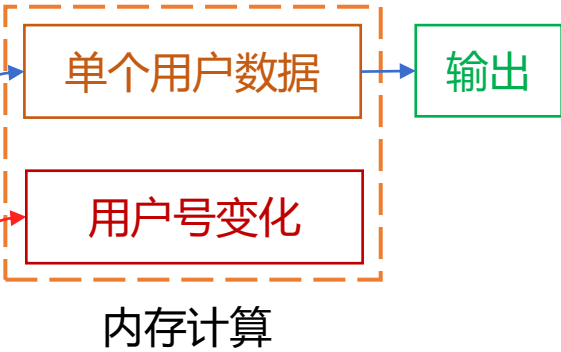 单个用户数据
输出
用户号变化
内存计算